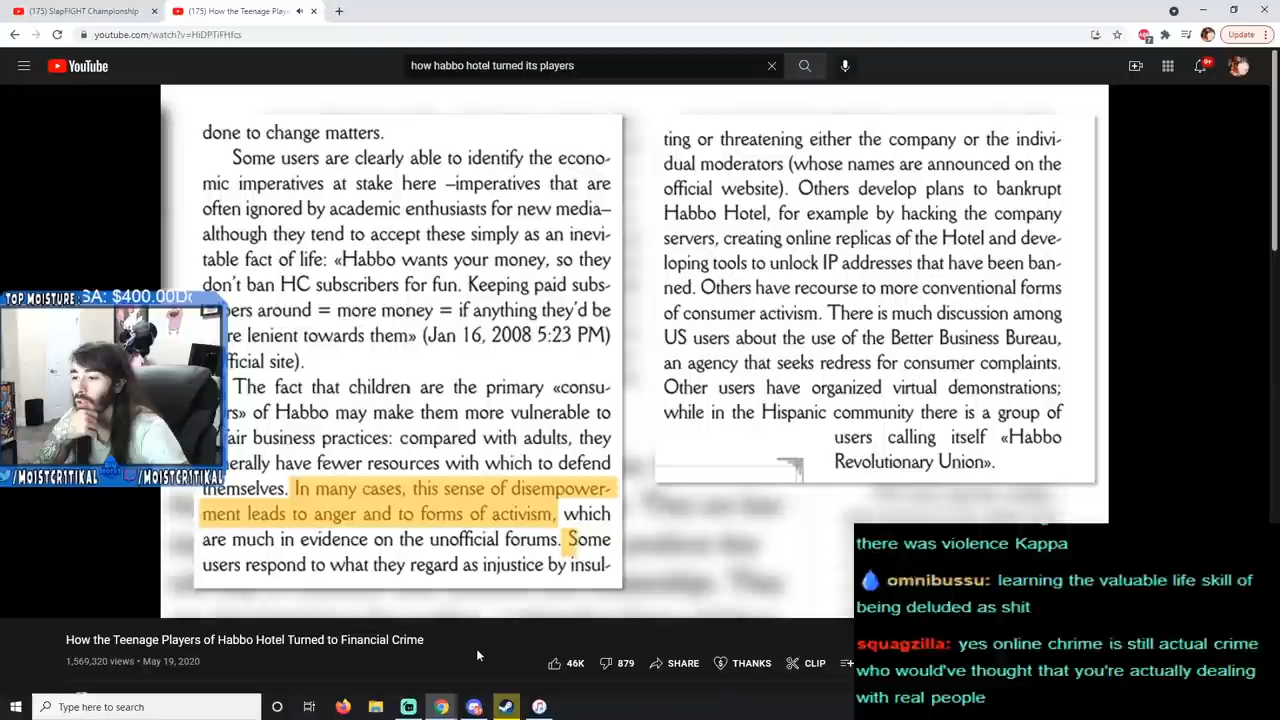 (175) SlapFIGHT Championship
(175) How the Teenage Play
youtube.com/watch?v=HiDPTiFHfcs
Update
7
YouTube
how habbo hotel turned its players
9+
done to change matters.
Some users are clearly able to identify the econo-
mic imperatives at stake here –imperatives that are
often ignored by academic enthusiasts for new media–
although they tend to accept these simply as an inevi-
table fact of life: «Habbo wants your money, so they
don't ban HC subscribers for fun. Keeping paid subs-
bers around = more money = if anything they'd be
re lenient towards them» (Jan 16, 2008 5:23 PM)
fficial site).
The fact that children are the primary «consu-
rs» of Habbo may make them more vulnerable to
fair business practices: compared with adults, they
nerally have fewer resources with which to defend
themselves. In many cases, this sense of disempower-
ment leads to anger and to forms of activism, which
are much in evidence on the unofficial forums. Some
users respond to what they regard as injustice by insul-
ting or threatening either the company or the indivi-
dual moderators (whose names are announced on the
official website). Others develop plans to bankrupt
Habbo Hotel, for example by hacking the company
servers, creating online replicas of the Hotel and deve-
loping tools to unlock IP addresses that have been ban-
ned. Others have recourse to more conventional forms
of consumer activism. There is much discussion among
US users about the use of the Better Business Bureau,
an agency that seeks redress for consumer complaints.
Other users have organized virtual demonstrations;
while in the Hispanic community there is a group of
users calling itself «Habbo
Revolutionary Union».
TOP MOISTURE: SA: $400.00
/MOISTCRITIKAL
/MOISTCRITIKAL
there was violence Kappa
omnibussu: learning the valuable life skill of
being deluded as shit
squagzilla: yes online chrime is still actual crime
who would've thought that you're actually dealing
with real people
How the Teenage Players of Habbo Hotel Turned to Financial Crime
1,569,320 views • May 19, 2020
46K
879
SHARE
THANKS
CLIP
Type here to search